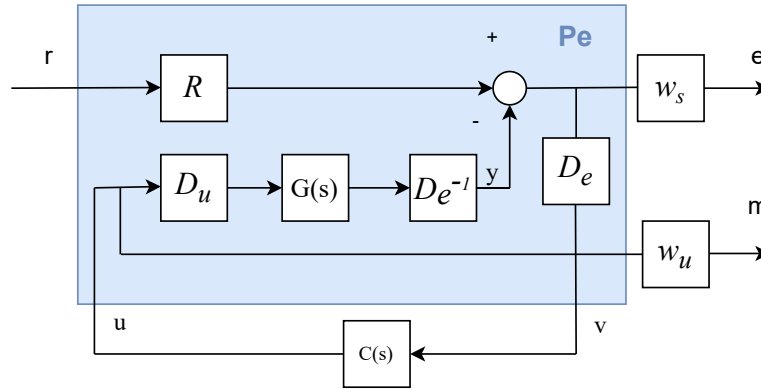 +
Pe
r
R
w_s
e
-
D_u
G(s)
D_e^{-1}
y
D_e
m
w_u
u
v
C(s)